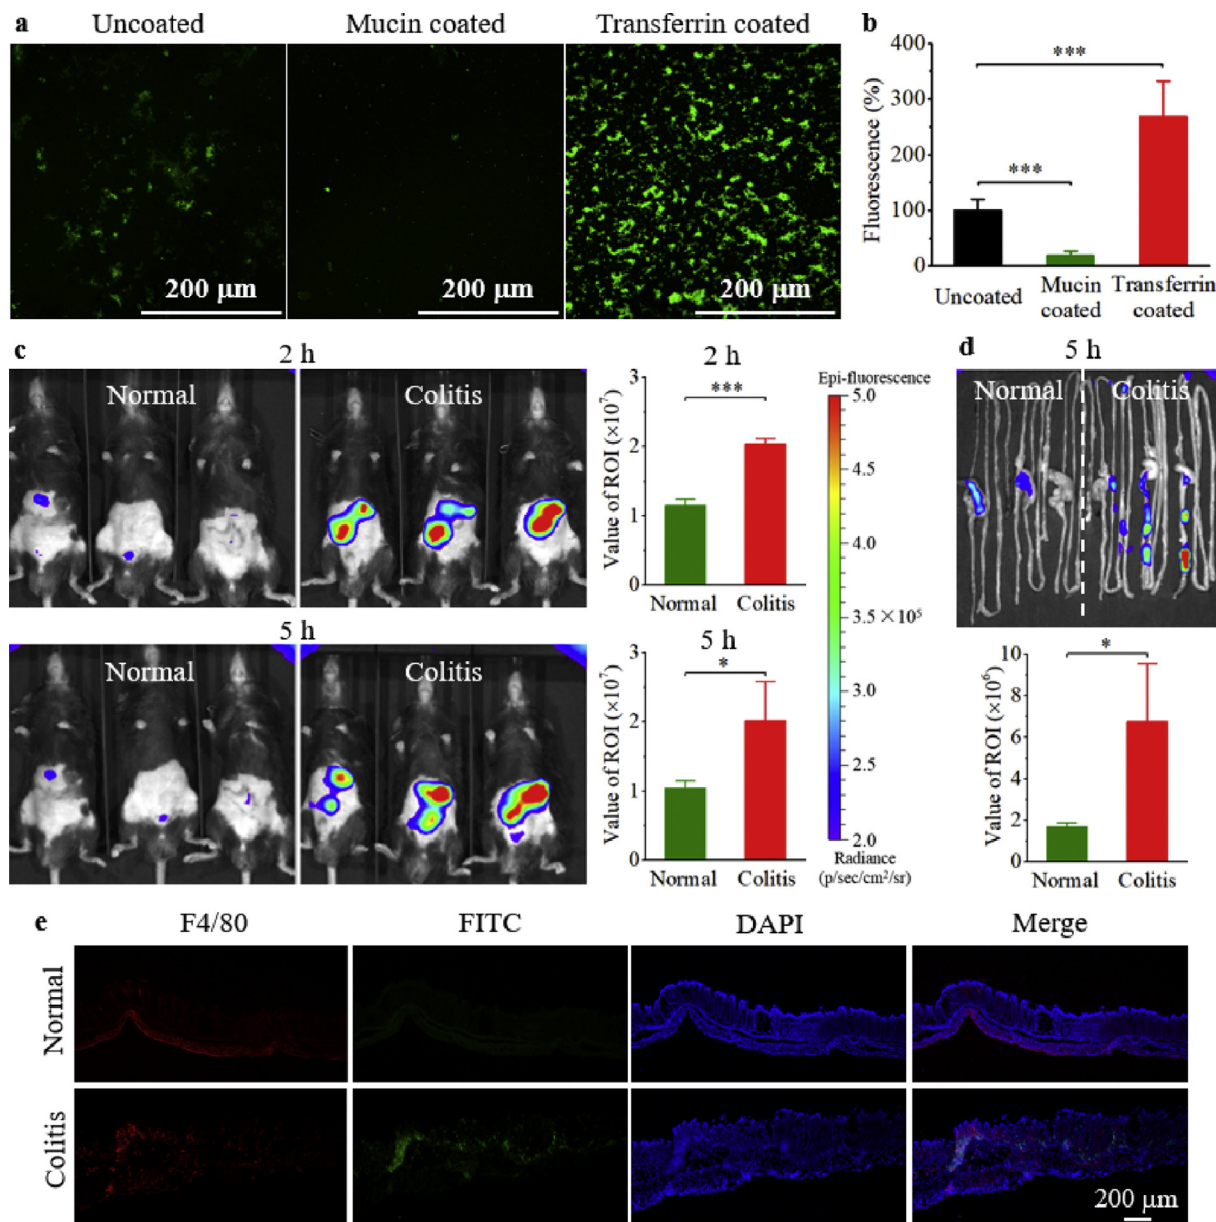 a
Uncoated
Mucin coated
Transferrin coated
200 μm
200 μm
200 μm
b
Fluorescence (%)
400
300
200
100
0
***
***
Uncoated
Mucin
coated
Transferrin
coated
c
2 h
Normal
Colitis
2 h
Value of ROI (×10⁷)
3
2
1
0
***
Normal
Colitis
5 h
Normal
Colitis
5 h
Value of ROI (×10⁷)
3
2
1
0
*
Normal
Colitis
Epi-fluorescence
5.0
4.5
4.0
3.5 ×10⁵
3.0
2.5
2.0
Radiance
(p/sec/cm²/sr)
d
5 h
Normal
Colitis
Value of ROI (×10⁶)
10
8
6
4
2
0
*
Normal
Colitis
e
F4/80
FITC
DAPI
Merge
Normal
Colitis
200 μm